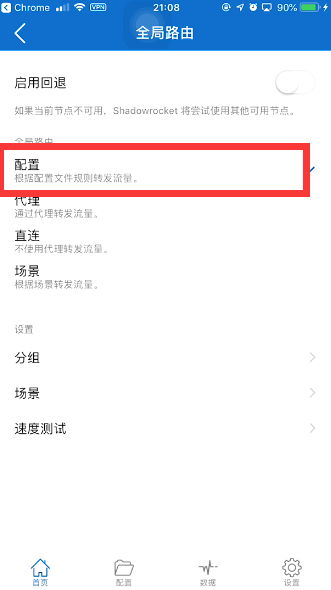 Chrome VPN 21:08 90%
全局路由
启用回退
如果当前节点不可用，Shadowrocket 将尝试使用其他可用节点。
全局路由
配置
根据配置文件规则转发流量。
代理
通过代理转发流量。
直连
不使用代理转发流量。
场景
根据场景转发流量。
设置
分组
场景
速度测试
首页 配置 数据 设置